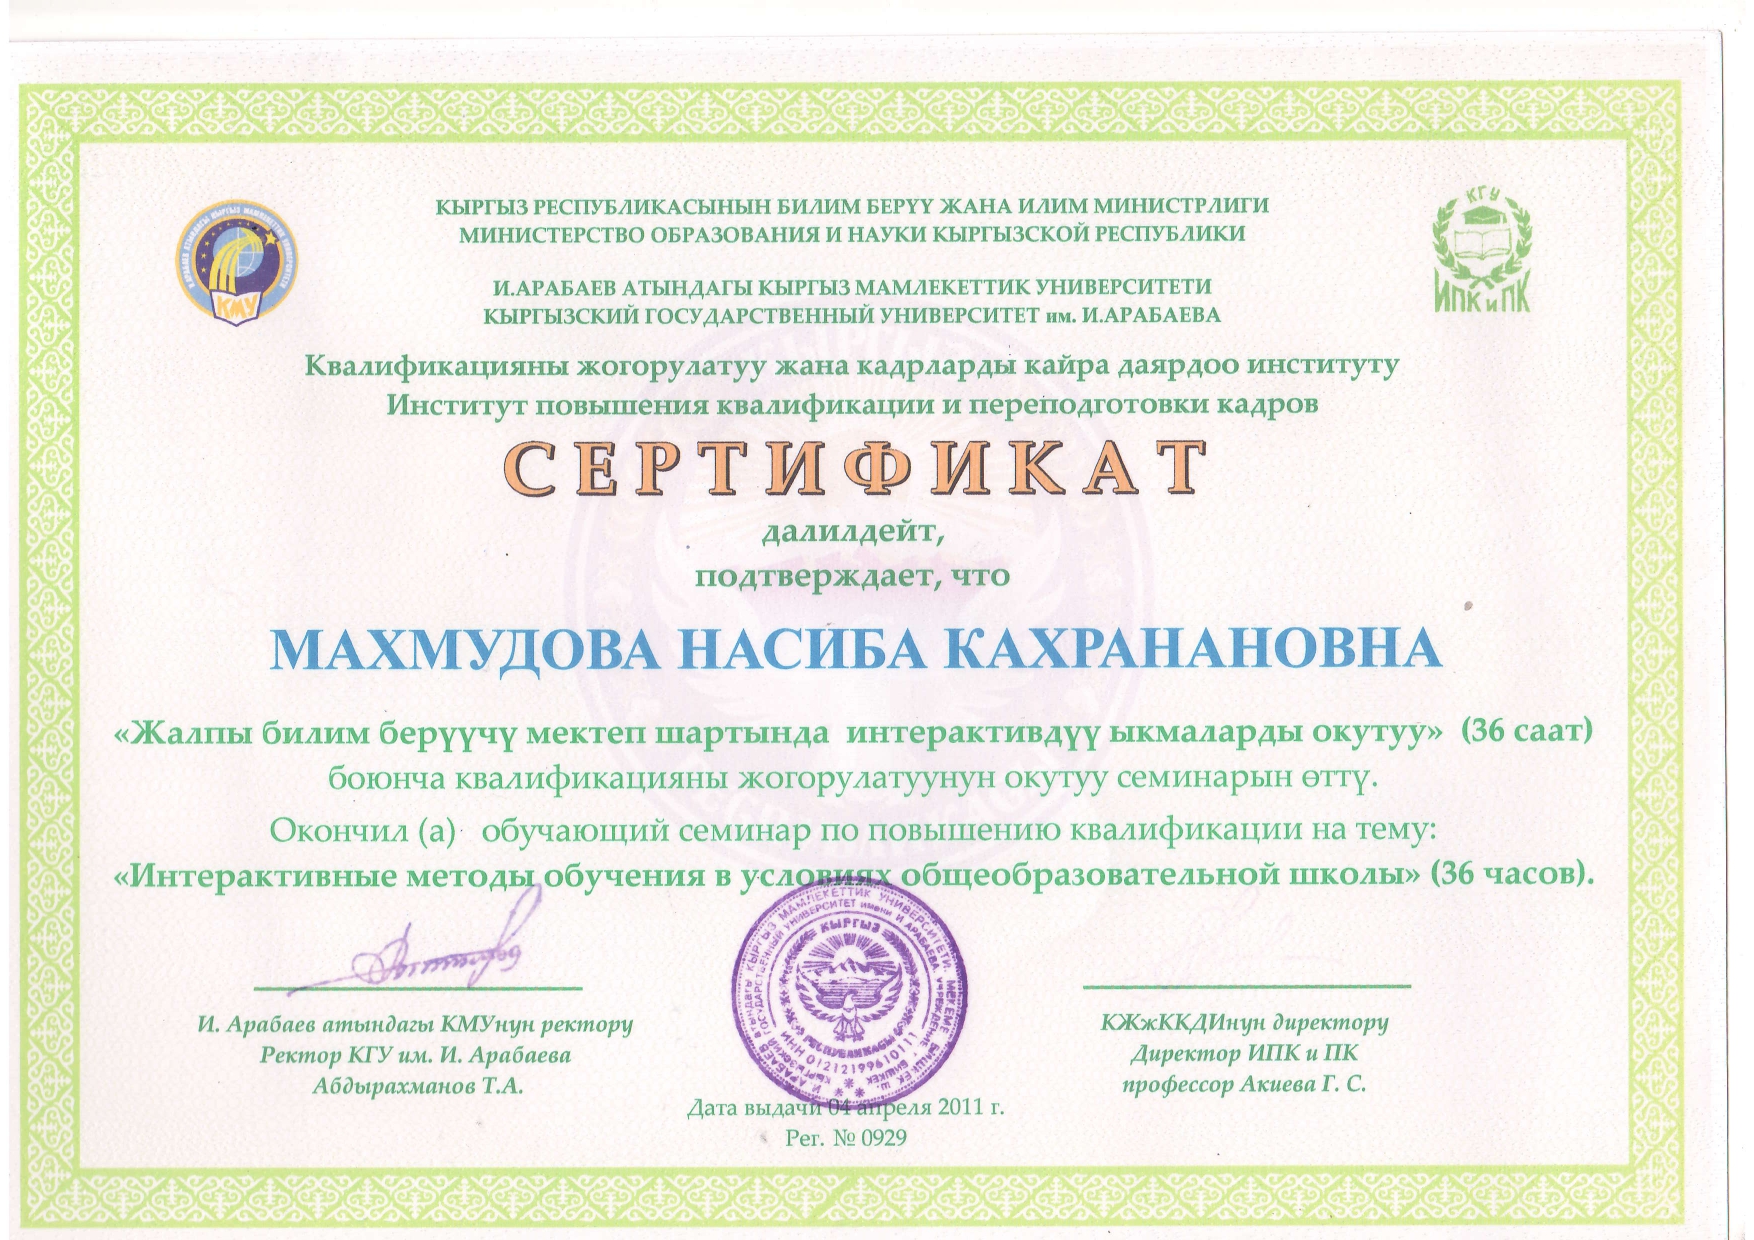 КЫРГЫЗ РЕСПУБЛИКАСЫНЫН БИЛИМ БЕРҮҮ ЖАНА ИЛИМ МИНИСТРЛИГИ
МИНИСТЕРСТВО ОБРАЗОВАНИЯ И НАУКИ КЫРГЫЗСКОЙ РЕСПУБЛИКИ
И.АРАБАЕВ АТЫНДАГЫ КЫРГЫЗ МАМЛЕКЕТТИК УНИВЕРСИТЕТИ
КЫРГЫЗСКИЙ ГОСУДАРСТВЕННЫЙ УНИВЕРСИТЕТ им. И.АРАБАЕВА
КМУ
КГУ
ИПК и ПК
Квалификацияны жогорулатуу жана кадрларды кайра даярдоо институту
Институт повышения квалификации и переподготовки кадров
СЕРТИФИКАТ
далилдейт,
подтверждает, что
МАХМУДОВА НАСИБА КАХРАНАНОВНА
«Жалпы билим берүүчү мектеп шартында интерактивдүү ыкмаларды окутуу» (36 саат)
боюнча квалификацияны жогорулатуунун окутуу семинарын өттү.
Окончил (а) обучающий семинар по повышению квалификации на тему:
«Интерактивные методы обучения в условиях общеобразовательной школы» (36 часов).
И. Арабаев атындагы КМУнун ректору
Ректор КГУ им. И. Арабаева
Абдырахманов Т.А.
КЫРГЫЗ
РЕСПУБЛИКАСЫ
КЖжККДИнун директору
Директор ИПК и ПК
профессор Акиева Г. С.
Дата выдачи 04 апреля 2011 г.
Рег. № 0929